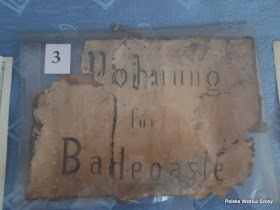 3
Wohnung
für
Badegäste
Polska Wzdłuż Szosy